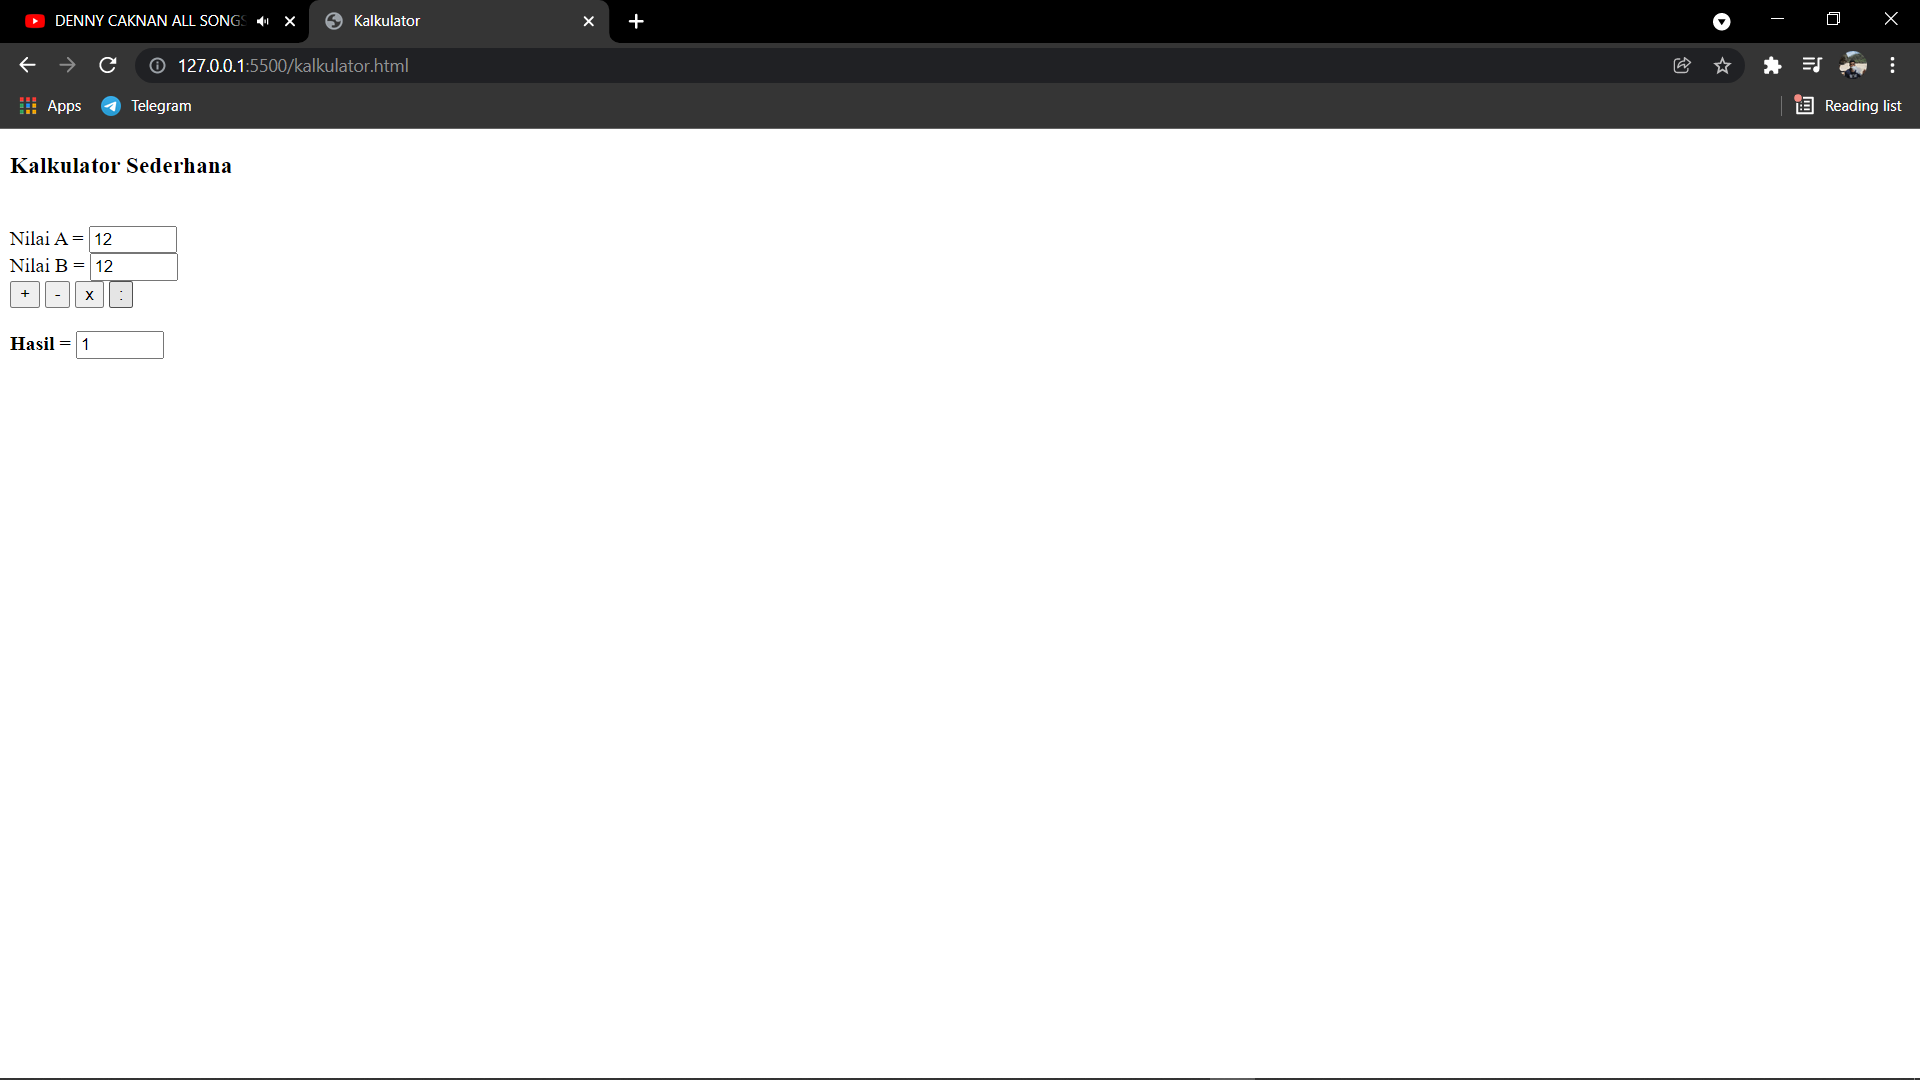 DENNY CAKNAN ALL SONGS
Kalkulator
127.0.0.1:5500/kalkulator.html
Apps
Telegram
Reading list
Kalkulator Sederhana
Nilai A = 12
Nilai B = 12
+ - x :
Hasil = 1